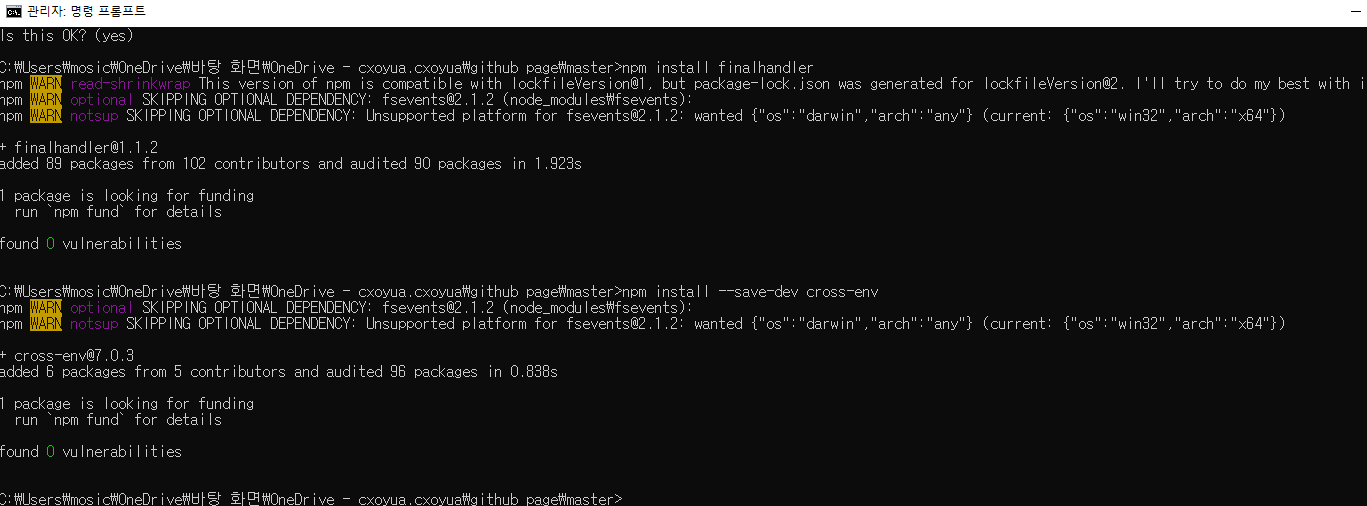 관리자: 명령 프롬프트
Is this OK? (yes)
C:₩Users₩mosic₩OneDrive₩바탕 화면₩OneDrive - cxoyua.cxoyua₩github page₩master>npm install finalhandler
npm WARN read-shrinkwrap This version of npm is compatible with lockfileVersion@1, but package-lock.json was generated for lockfileVersion@2. I'll try to do my best with i
npm WARN optional SKIPPING OPTIONAL DEPENDENCY: fsevents@2.1.2 (node_modules₩fsevents):
npm WARN notsup SKIPPING OPTIONAL DEPENDENCY: Unsupported platform for fsevents@2.1.2: wanted {"os":"darwin","arch":"any"} (current: {"os":"win32","arch":"x64"})
+ finalhandler@1.1.2
added 89 packages from 102 contributors and audited 90 packages in 1.923s
1 package is looking for funding
run `npm fund` for details
found 0 vulnerabilities
C:₩Users₩mosic₩OneDrive₩바탕 화면₩OneDrive - cxoyua.cxoyua₩github page₩master>npm install --save-dev cross-env
npm WARN optional SKIPPING OPTIONAL DEPENDENCY: fsevents@2.1.2 (node_modules₩fsevents):
npm WARN notsup SKIPPING OPTIONAL DEPENDENCY: Unsupported platform for fsevents@2.1.2: wanted {"os":"darwin","arch":"any"} (current: {"os":"win32","arch":"x64"})
+ cross-env@7.0.3
added 6 packages from 5 contributors and audited 96 packages in 0.838s
1 package is looking for funding
run `npm fund` for details
found 0 vulnerabilities
C:₩Users₩mosic₩OneDrive₩바탕 화면₩OneDrive - cxoyua.cxoyua₩github page₩master>